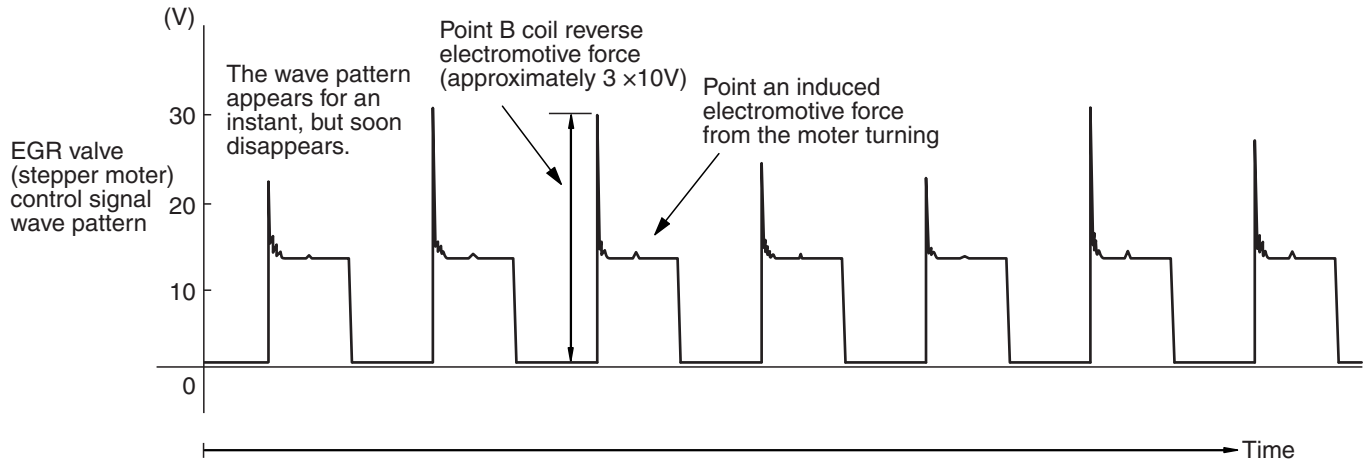 (V)
Point B coil reverse
electromotive force
(approximately 3 ×10V)
The wave pattern
appears for an
instant, but soon
disappears.
Point an induced
electromotive force
from the moter turning
30
EGR valve
(stepper moter)
control signal
wave pattern
20
10
0
Time